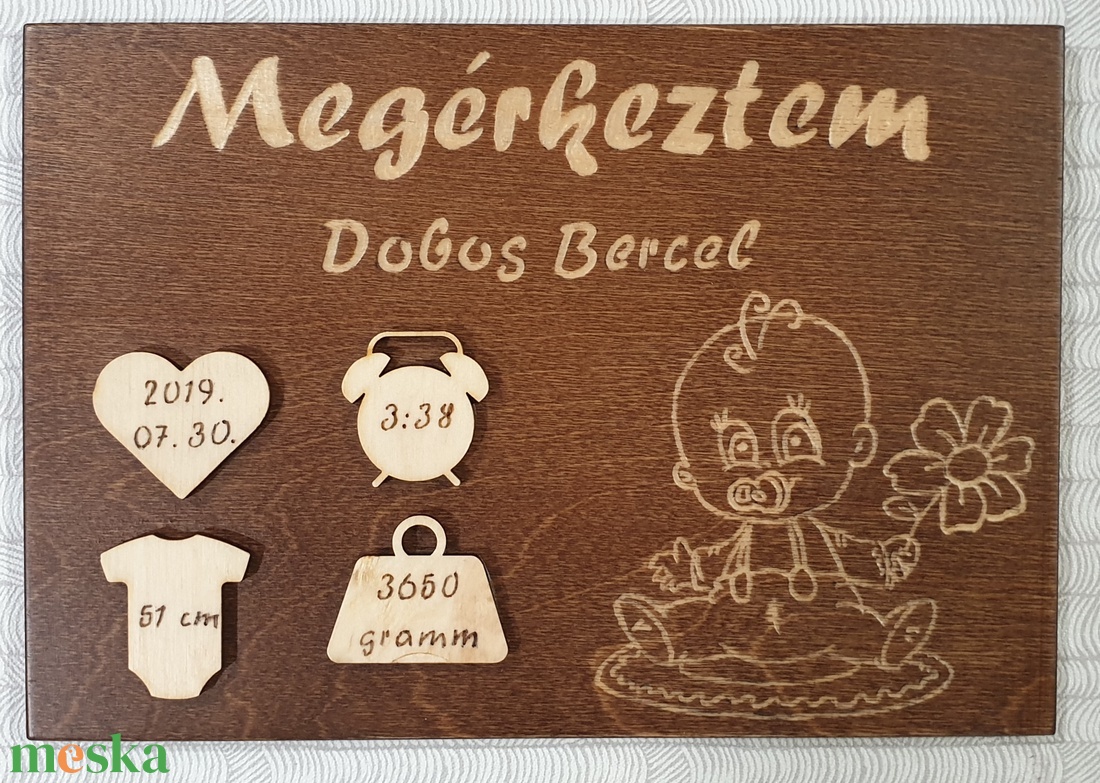 Megérkeztem
Dobos Bercel
2019.
07.30.
3:38
51 cm
3650
gramm
meska